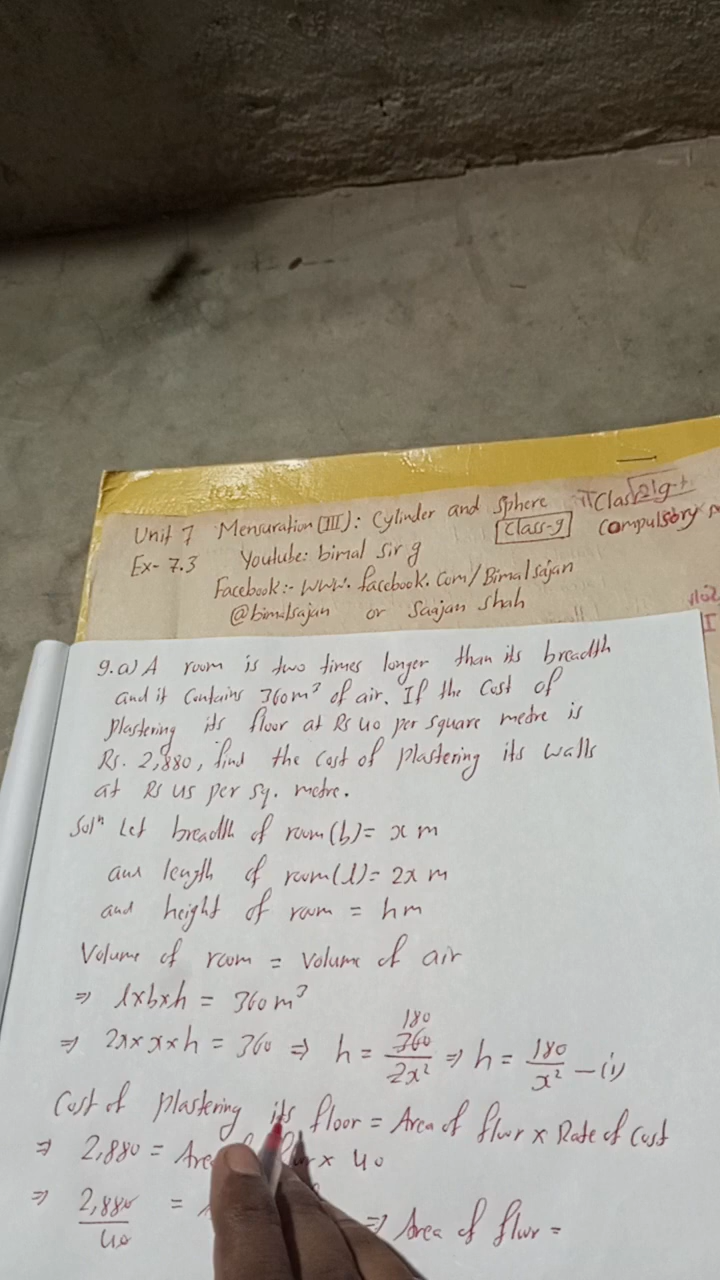 Unit 7 Mensuration (III): Cylinder and Sphere
Class-9 Compulsory
Ex- 7.3 Youtube: bimal sir g
Facebook:- www.facebook.com/Bimalsajan
@bimalsajan or Saajan Shah
9.a) A room is two times longer than its breadth
and it contains 360m³ of air. If the cost of
plastering its floor at Rs 40 per square metre is
Rs. 2,880, find the cost of plastering its walls
at Rs 45 per sq. metre.
Solⁿ Let breadth of room (b) = x m
and length of room (l) = 2x m
and height of room = hm
Volume of room = Volume of air
⇒ l×b×h = 360m³
⇒ 2x × x × h = 360 ⇒ h = 180 360/2x² ⇒ h = 180/x² – (i)
Cost of plastering its floor = Area of floor × Rate of cost
⇒ 2,880 = × 40
⇒ 2,880/40 = ⇒ Area of floor =